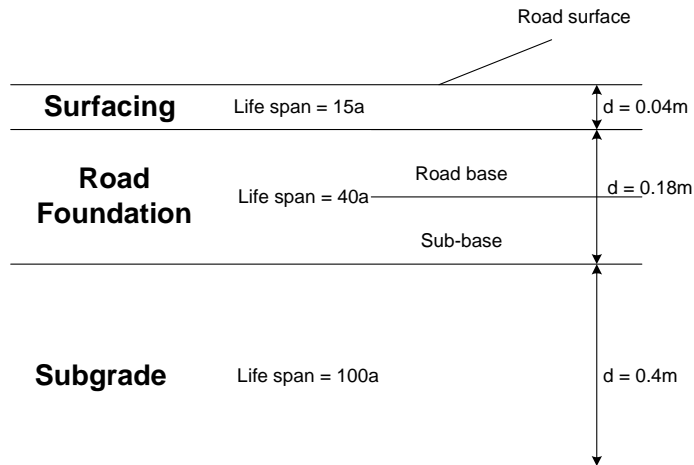 Road surface
Surfacing
Life span = 15a
d = 0.04m
Road
Foundation
Life span = 40a
Road base
d = 0.18m
Sub-base
Subgrade
Life span = 100a
d = 0.4m